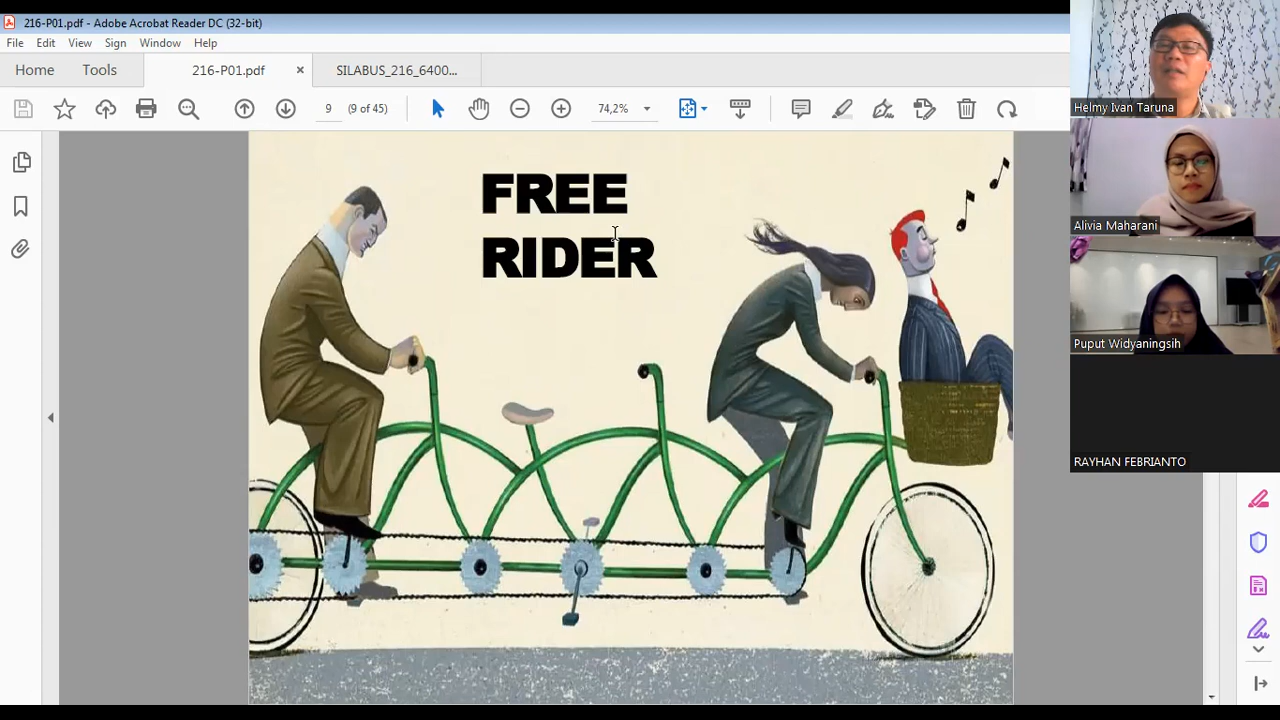 216-P01.pdf - Adobe Acrobat Reader DC (32-bit)
File Edit View Sign Window Help
Home Tools 216-P01.pdf × SILABUS_216_6400...
9 (9 of 45) 74,2%
FREE
RIDER
Helmy Ivan Taruna
Alivia Maharani
Puput Widyaningsih
RAYHAN FEBRIANTO